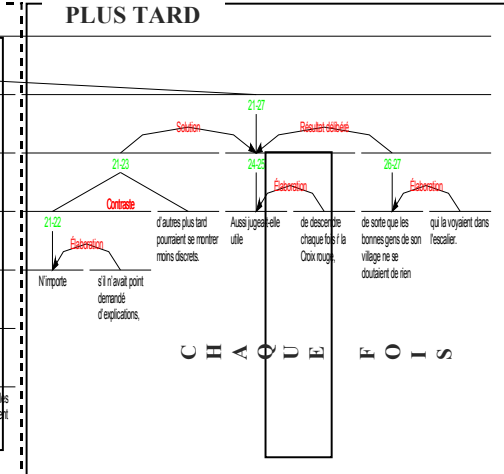 PLUS TARD
21-27
Solution
Résultat délibéré
21-23
24-25
26-27
Contraste
Élaboration
Élaboration
21-22
d'autres plus tard
pourraient se montrer
moins discrets.
Aussi jugeait-elle
utile
de descendre
chaque fois ŕ la
Croix rouge,
de sorte que les
bonnes gens de son
village ne se
doutaient de rien
qui la voyaient dans
l'escalier.
Élaboration
N'importe
s'il n'avait point
demandé
d'explications,
CHAQUE FOIS